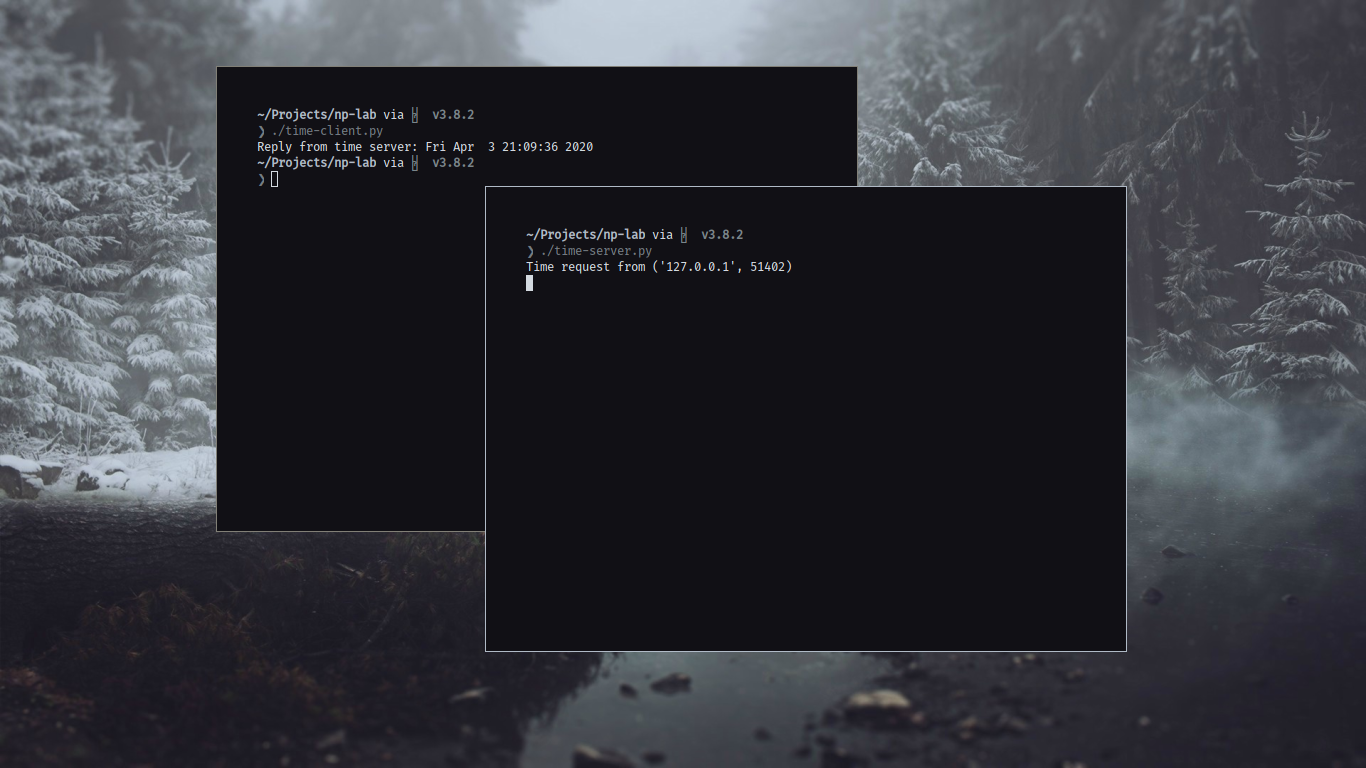 ~/Projects/np-lab via v3.8.2
❯ ./time-client.py
Reply from time server: Fri Apr  3 21:09:36 2020
~/Projects/np-lab via v3.8.2
❯
~/Projects/np-lab via v3.8.2
❯ ./time-server.py
Time request from ('127.0.0.1', 51402)